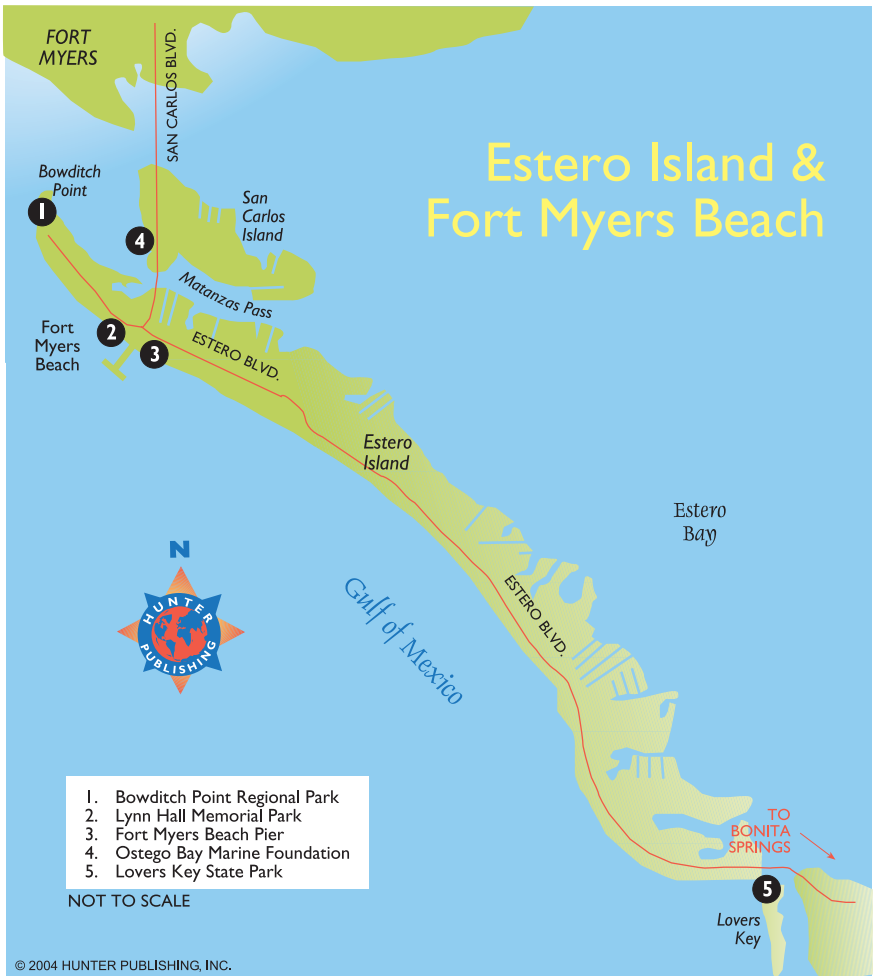 FORT
MYERS
SAN CARLOS BLVD.
Estero Island &
Fort Myers Beach
Bowditch
Point
1
San
Carlos
Island
4
Matanzas Pass
Fort
Myers
Beach
2
3
ESTERO BLVD.
Estero
Island
Estero
Bay
N
HUNTER
PUBLISHING
Gulf of Mexico
ESTERO BLVD.
1. Bowditch Point Regional Park
2. Lynn Hall Memorial Park
3. Fort Myers Beach Pier
4. Ostego Bay Marine Foundation
5. Lovers Key State Park
NOT TO SCALE
TO
BONITA
SPRINGS
5
Lovers
Key
© 2004 HUNTER PUBLISHING, INC.